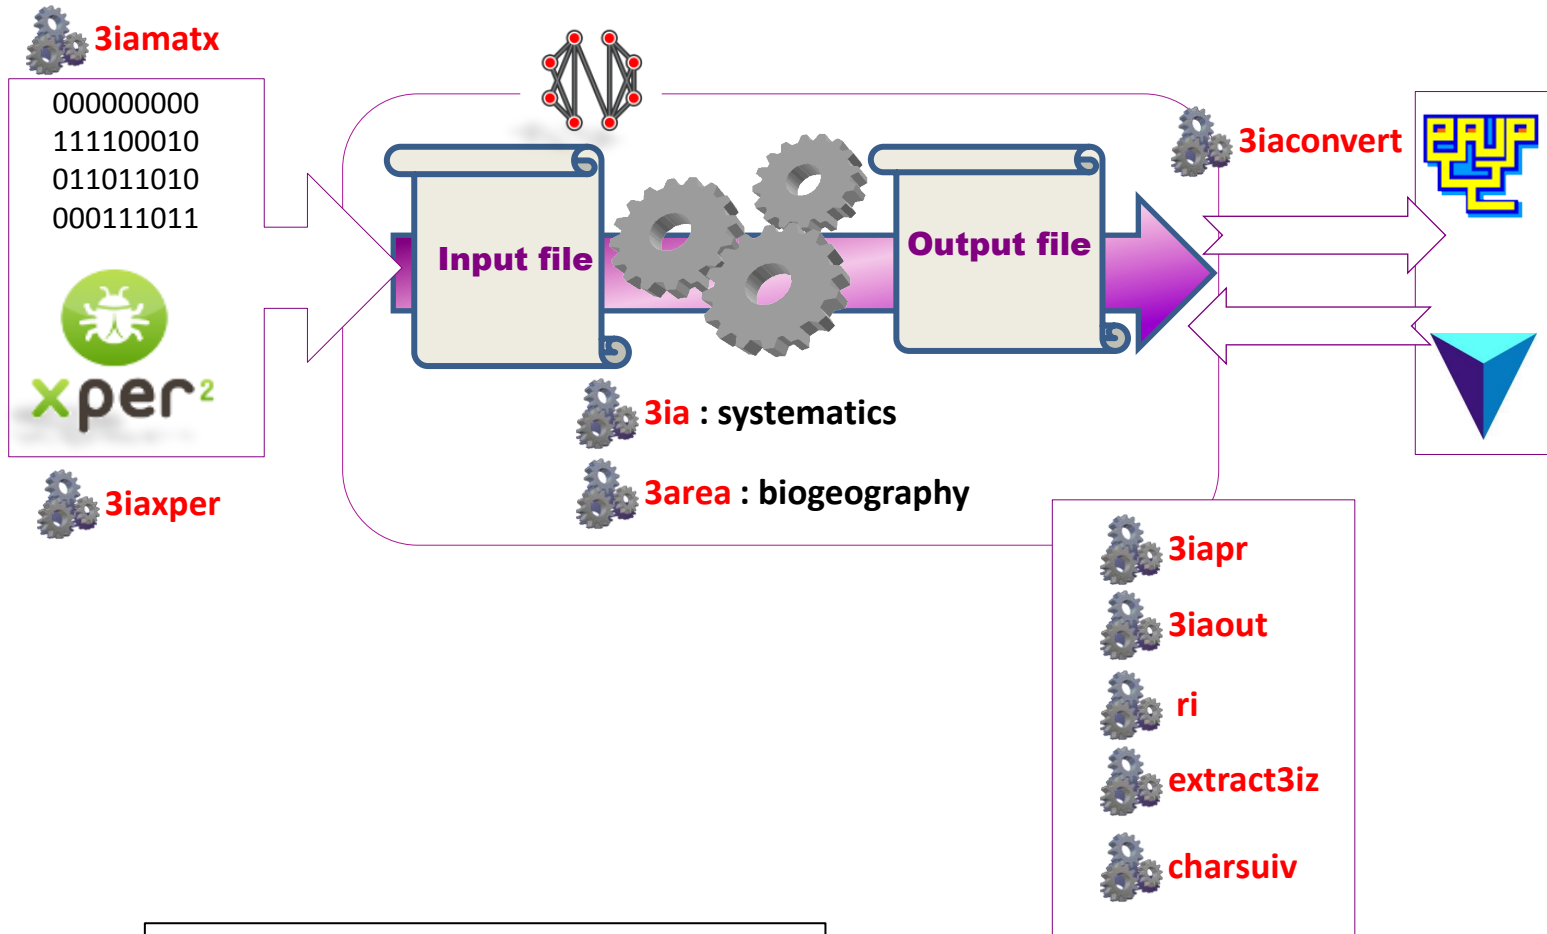 3iamatx
000000000
111100010
011011010
000111011
xper²
3iaxper
Input file
Output file
3ia : systematics
3area : biogeography
3iaconvert
PAUP
3iapr
3iaout
ri
extract3iz
charsuiv